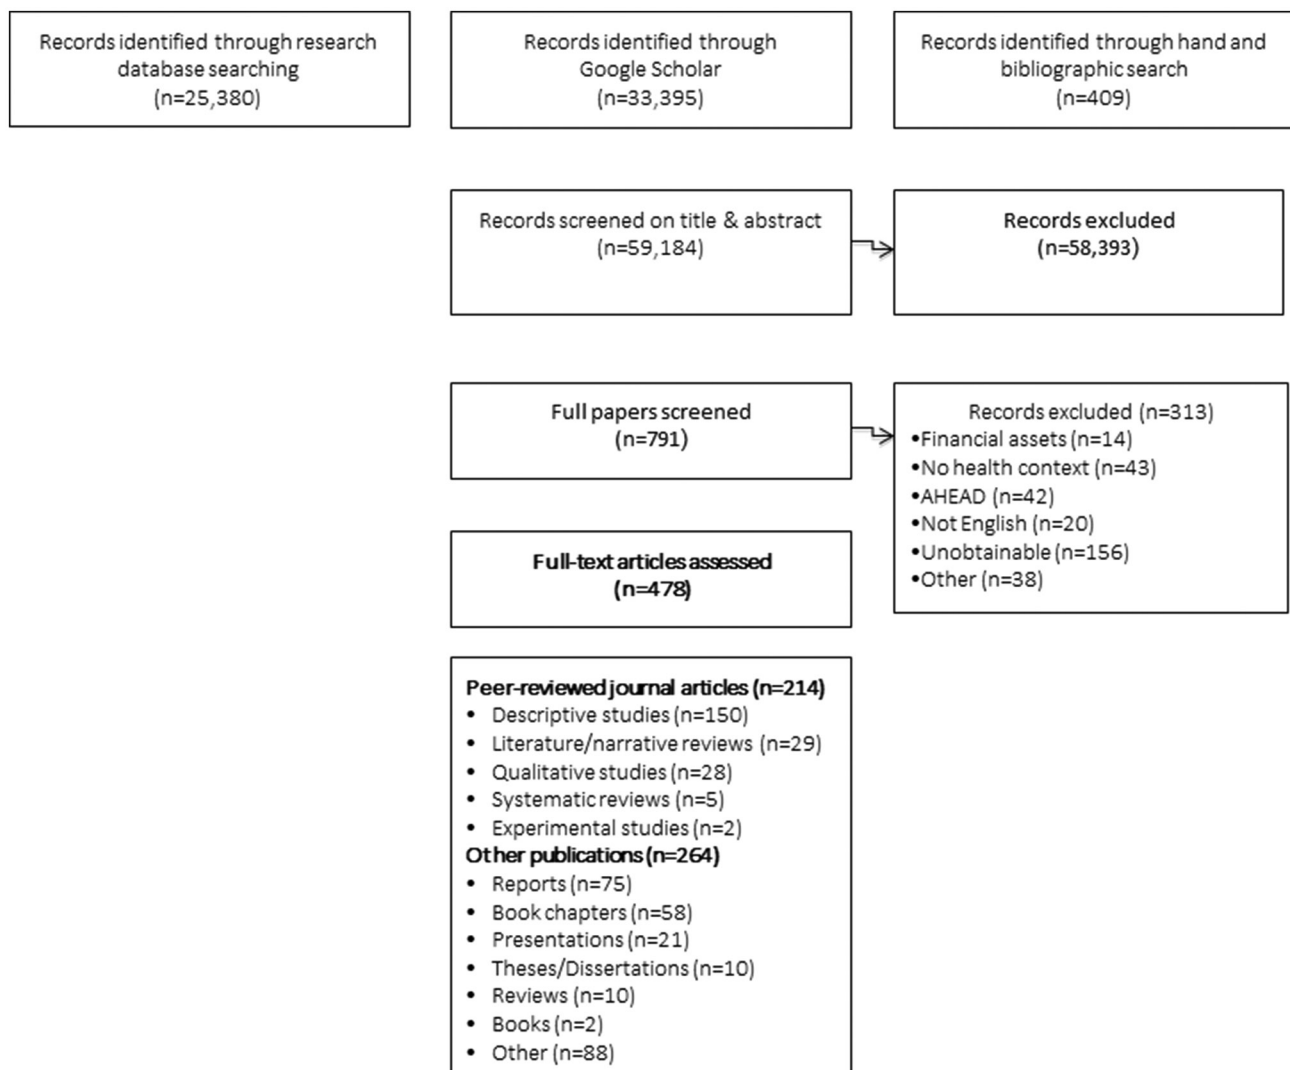 Records identified through research
database searching
(n=25,380)
Records identified through
Google Scholar
(n=33,395)
Records identified through hand and
bibliographic search
(n=409)
Records screened on title & abstract
(n=59,184)
Records excluded
(n=58,393)
Full papers screened
(n=791)
Records excluded (n=313)
•Financial assets (n=14)
•No health context (n=43)
•AHEAD (n=42)
•Not English (n=20)
•Unobtainable (n=156)
•Other (n=38)
Full-text articles assessed
(n=478)
Peer-reviewed journal articles (n=214)
• Descriptive studies (n=150)
• Literature/narrative reviews (n=29)
• Qualitative studies (n=28)
• Systematic reviews (n=5)
• Experimental studies (n=2)
Other publications (n=264)
• Reports (n=75)
• Book chapters (n=58)
• Presentations (n=21)
• Theses/Dissertations (n=10)
• Reviews (n=10)
• Books (n=2)
• Other (n=88)